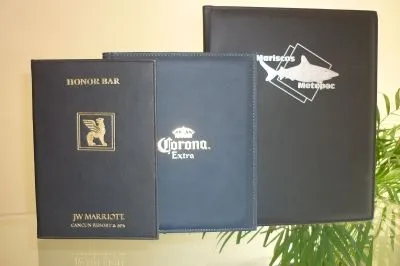 HONOR BAR
JW MARRIOTT
CANCUN RESORT & SPA
Corona
Extra
Mariscos
Metepec